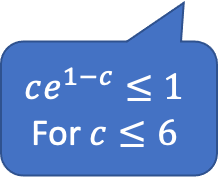 ce^{1−c} ≤ 1
For c ≤ 6